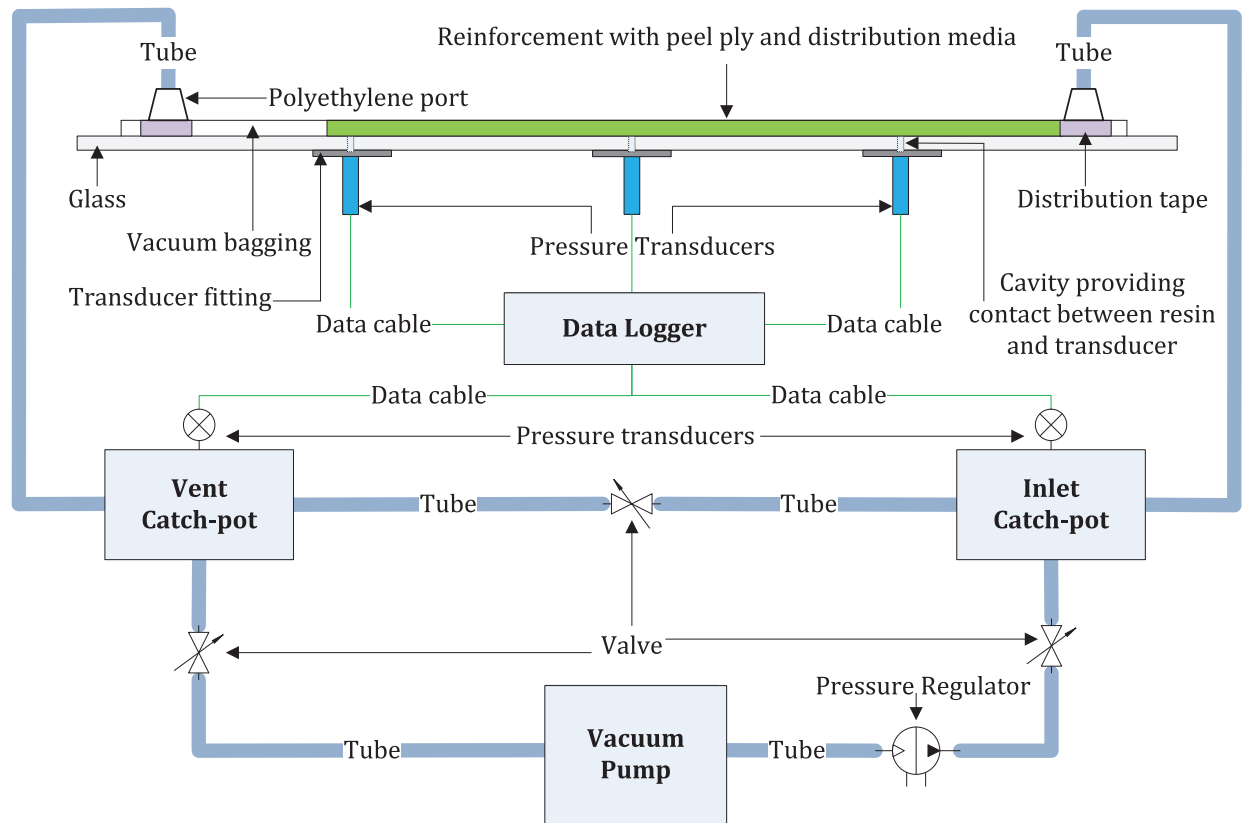 Reinforcement with peel ply and distribution media
Tube
Tube
Polyethylene port
Glass
Distribution tape
Vacuum bagging
Pressure Transducers
Transducer fitting
Cavity providing
contact between resin
and transducer
Data cable
Data Logger
Data cable
Data cable
Data cable
Pressure transducers
Vent
Catch-pot
Tube
Tube
Inlet
Catch-pot
Valve
Pressure Regulator
Tube
Vacuum
Pump
Tube